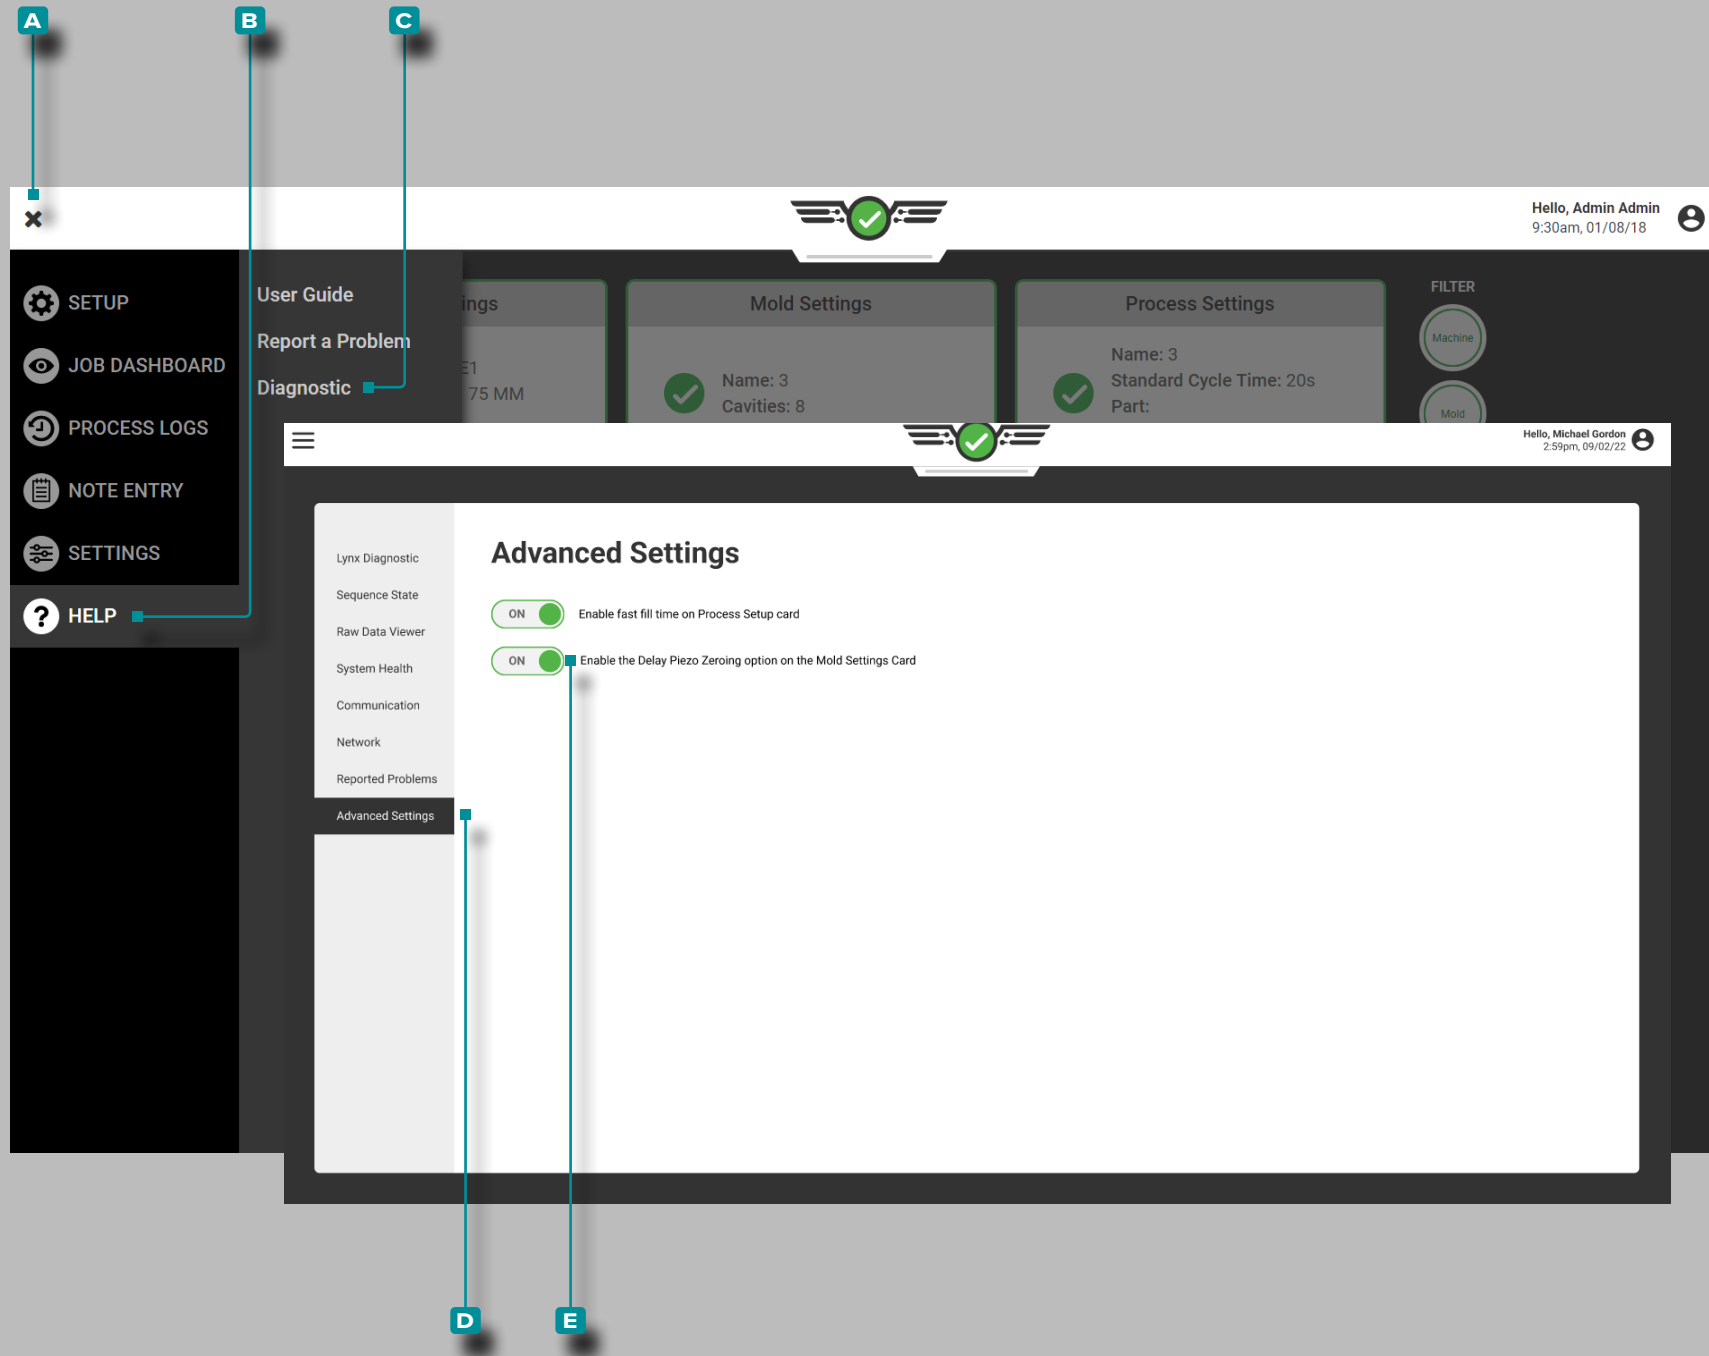 A
B
C
Hello, Admin Admin
9:30am, 01/08/18
SETUP
JOB DASHBOARD
PROCESS LOGS
NOTE ENTRY
SETTINGS
HELP
User Guide
Report a Problem
Diagnostic
ings
E1
75 MM
Mold Settings
Name: 3
Cavities: 8
Process Settings
Name: 3
Standard Cycle Time: 20s
Part:
FILTER
Machine
Mold
Hello, Michael Gordon
2:59pm, 09/02/22
Lynx Diagnostic
Sequence State
Raw Data Viewer
System Health
Communication
Network
Reported Problems
Advanced Settings
Advanced Settings
ON Enable fast fill time on Process Setup card
ON Enable the Delay Piezo Zeroing option on the Mold Settings Card
D
E